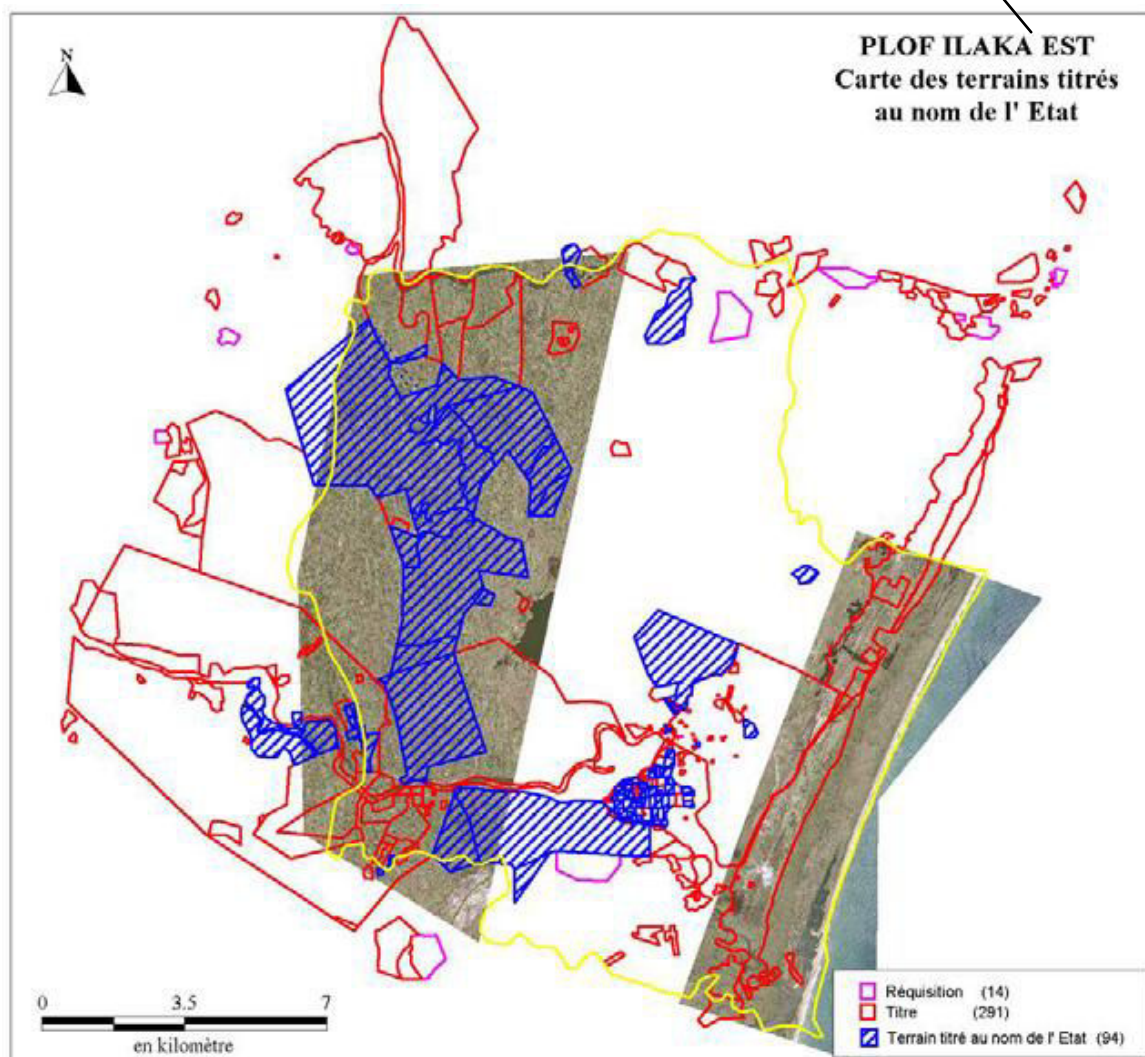 PLOF ILAKA EST
Carte des terrains titrés
au nom de l' Etat
N
0 3.5 7
en kilomètre
Réquisition (14)
Titre (291)
Terrain titré au nom de l' Etat (94)